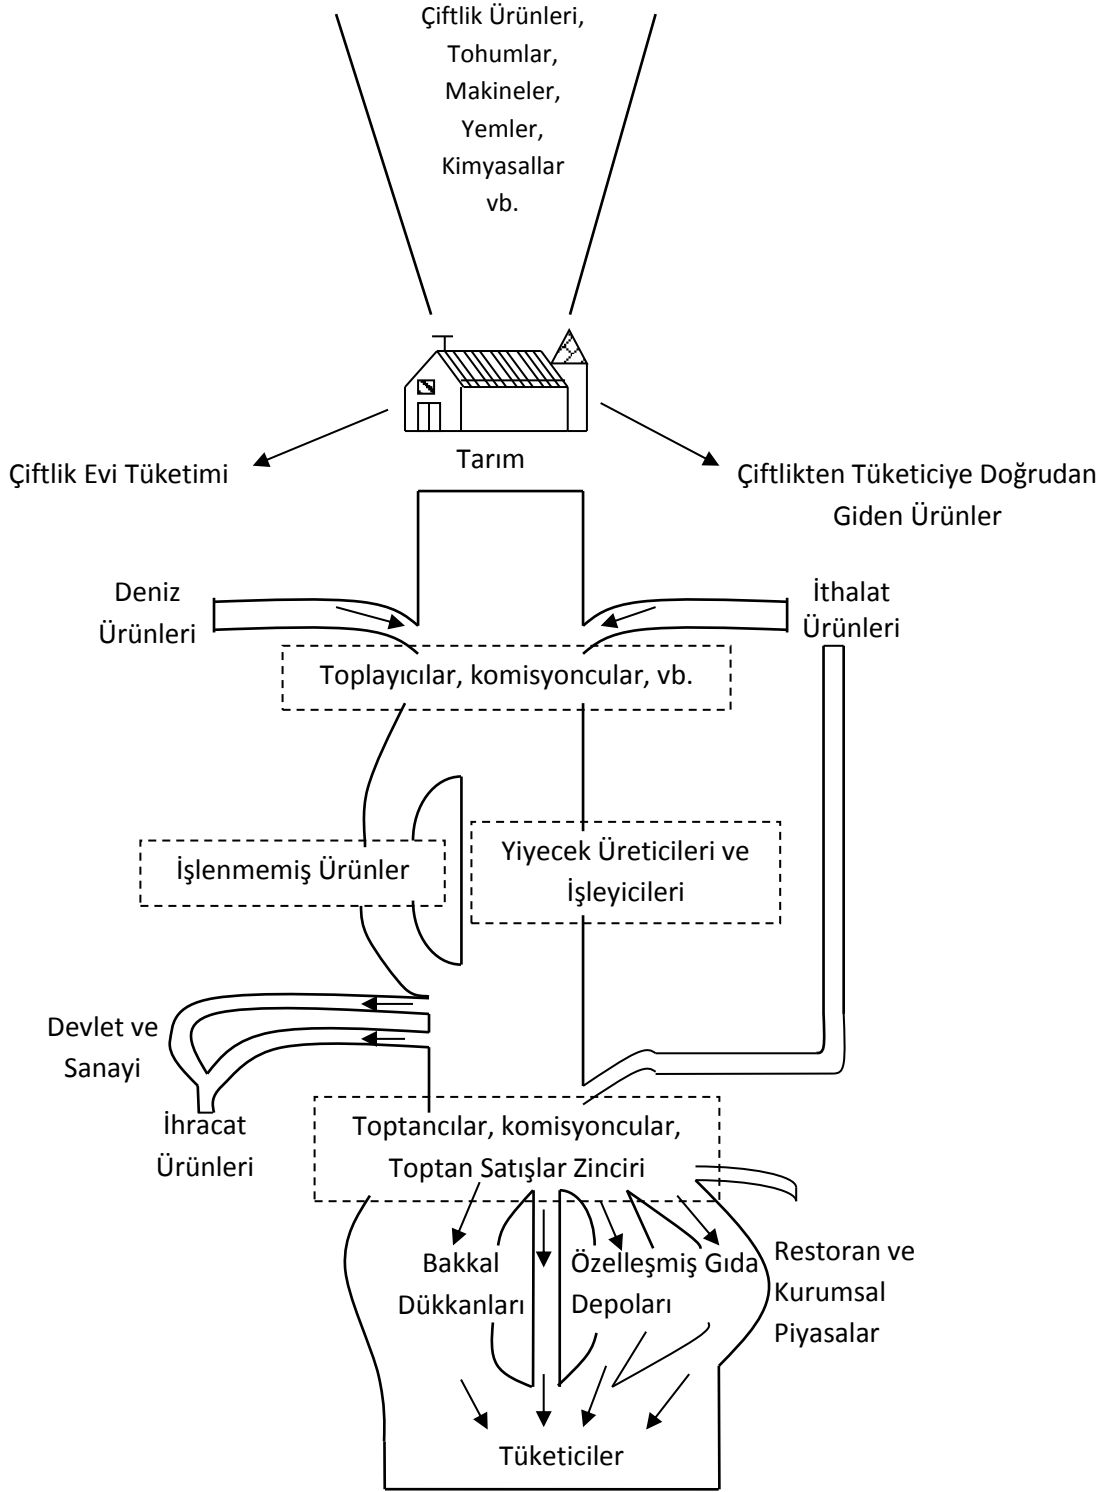 Çiftlik Ürünleri,
Tohumlar,
Makineler,
Yemler,
Kimyasallar
vb.
Tarım
Çiftlik Evi Tüketimi
Çiftlikten Tüketiciye Doğrudan
Giden Ürünler
Deniz
Ürünleri
İthalat
Ürünleri
Toplayıcılar, komisyoncular, vb.
İşlenmemiş Ürünler
Yiyecek Üreticileri ve
İşleyicileri
Devlet ve
Sanayi
İhracat
Ürünleri
Toptancılar, komisyoncular,
Toptan Satışlar Zinciri
Bakkal
Dükkanları
Özelleşmiş Gıda
Depoları
Restoran ve
Kurumsal
Piyasalar
Tüketiciler